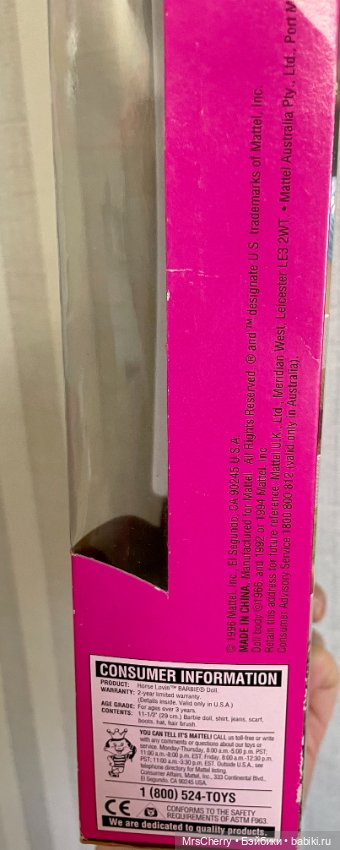 © 1996 Mattel, Inc., El Segundo, CA 90245 U.S.A.
MADE IN CHINA. Manufactured for Mattel. All Rights Reserved. ® and ™ designate U.S. trademarks of Mattel, Inc.
Doll body ©1966, and 1992 or 1994 Mattel, Inc.
Retain this address for future reference: Mattel U.K., Ltd., Meridian West, Leicester LE3 2WT. • Mattel Australia Pty., Ltd., Port M
Consumer Advisory Service 1800 800 812 (valid only in Australia).
CONSUMER INFORMATION
PRODUCT: Horse Lovin™ BARBIE® Doll.
WARRANTY: 2-year limited warranty.
(Details inside. Valid only in U.S.A.)
AGE GRADE: For ages over 3 years.
CONTENTS: 11-1/2" (29 cm.) Barbie doll, shirt, jeans, scarf,
boots, hat, hair brush.
YOU CAN TELL IT'S MATTEL! CALL us toll-free or write
with any comments or questions about our toys or
service. Monday-Thursday, 8:00 a.m.-5:00 p.m. PST;
11:00 a.m.-8:00 p.m. EST. Friday, 8:00 a.m.-12:30 p.m.
PST; 11:00 a.m.-3:30 p.m. EST. Outside U.S.A., see
telephone directory for Mattel listing.
Consumer Affairs, Mattel, Inc., 333 Continental Blvd.,
El Segundo, CA 90245 USA.
1 (800) 524-TOYS
CE CONFORMS TO THE SAFETY
REQUIREMENTS OF ASTM F963.
We are dedicated to quality products.
MrsCherry • Бэйбики • babiki.ru